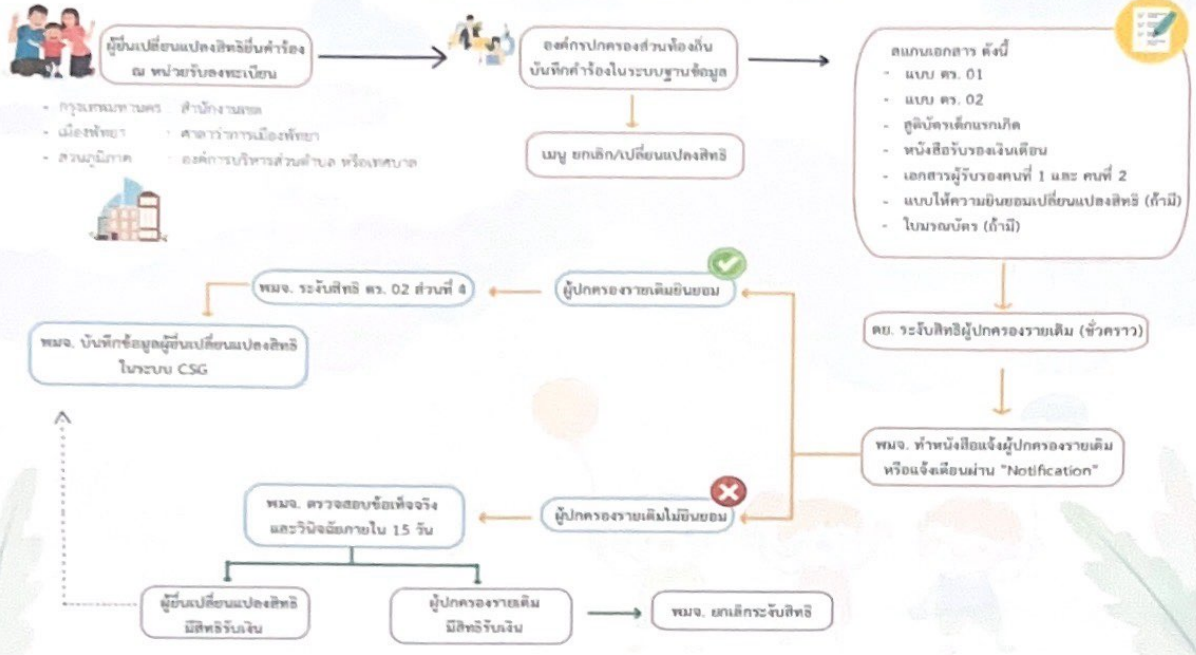 ผู้ยื่นเปลี่ยนแปลงสิทธิยื่นคำร้อง
ณ หน่วยรับลงทะเบียน
- กรุงเทพมหานคร : สำนักงานเขต
- เมืองพัทยา : ศาลาว่าการเมืองพัทยา
- ส่วนภูมิภาค : องค์การบริหารส่วนตำบล หรือเทศบาล
องค์กรปกครองส่วนท้องถิ่น
บันทึกคำร้องในระบบฐานข้อมูล
เมนู ยกเลิก/เปลี่ยนแปลงสิทธิ
สแกนเอกสาร ดังนี้
- แบบ ดร. 01
- แบบ ดร. 02
- สูติบัตรเด็กแรกเกิด
- หนังสือรับรองเงินเดือน
- เอกสารผู้รับรองคนที่ 1 และ คนที่ 2
- แบบให้ความยินยอมเปลี่ยนแปลงสิทธิ (ถ้ามี)
- ใบมรณบัตร (ถ้ามี)
ดย. ระงับสิทธิผู้ปกครองรายเดิม (ชั่วคราว)
พมจ. ทำหนังสือแจ้งผู้ปกครองรายเดิม
หรือแจ้งเตือนผ่าน "Notification"
ผู้ปกครองรายเดิมยินยอม
พมจ. ระงับสิทธิ ดร. 02 ส่วนที่ 4
พมจ. บันทึกข้อมูลผู้ยื่นเปลี่ยนแปลงสิทธิ
ในระบบ CSG
ผู้ปกครองรายเดิมไม่ยินยอม
พมจ. ตรวจสอบข้อเท็จจริง
และวินิจฉัยภายใน 15 วัน
ผู้ยื่นเปลี่ยนแปลงสิทธิ
มีสิทธิรับเงิน
ผู้ปกครองรายเดิม
มีสิทธิรับเงิน
พมจ. ยกเลิกระงับสิทธิ